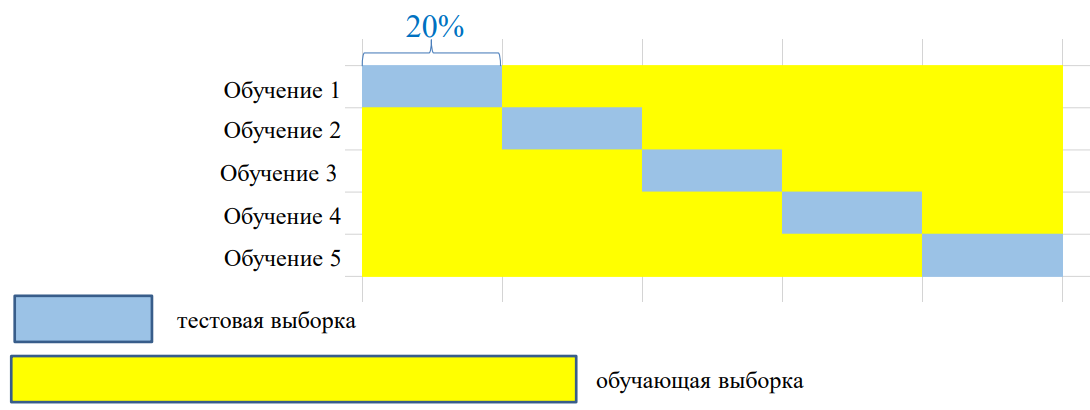 20%
Обучение 1
Обучение 2
Обучение 3
Обучение 4
Обучение 5
тестовая выборка
обучающая выборка